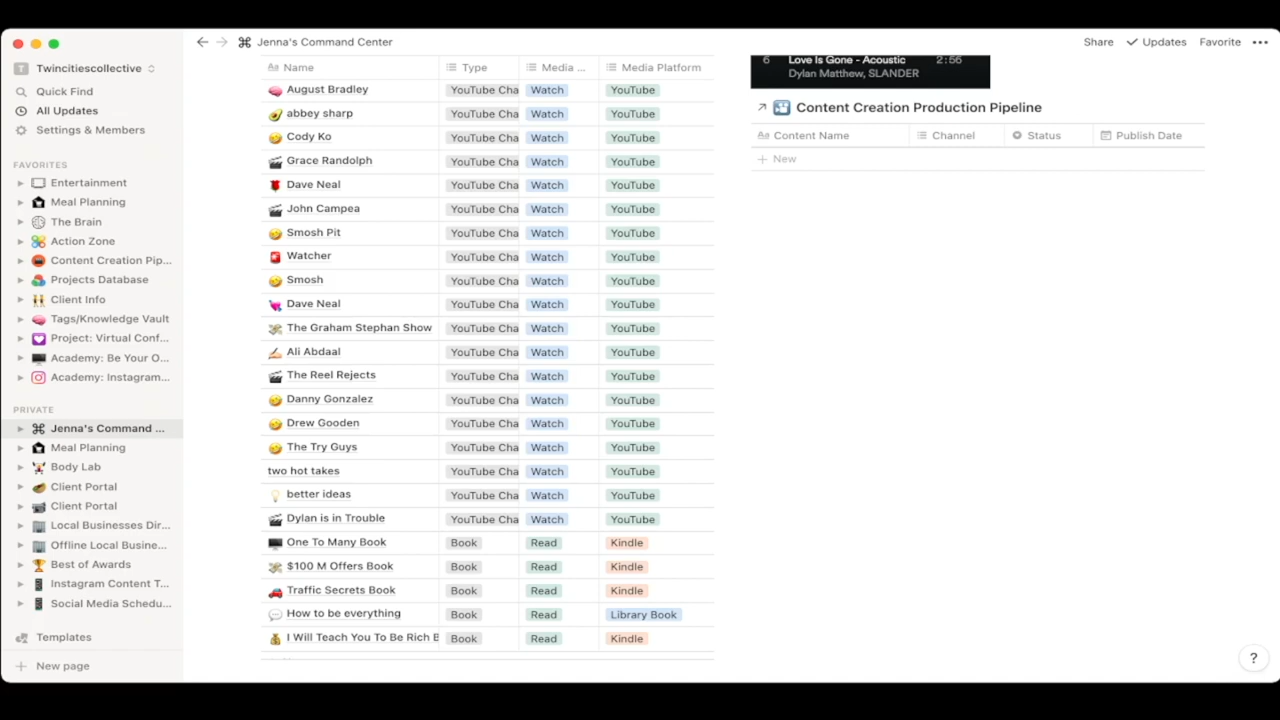 Twincitiescollective
Quick Find
All Updates
Settings & Members
FAVORITES
Entertainment
Meal Planning
The Brain
Action Zone
Content Creation Pip...
Projects Database
Client Info
Tags/Knowledge Vault
Project: Virtual Conf...
Academy: Be Your O...
Academy: Instagram...
PRIVATE
Jenna's Command ...
Meal Planning
Body Lab
Client Portal
Client Portal
Local Businesses Dir...
Offline Local Busine...
Best of Awards
Instagram Content T...
Social Media Schedu...
Templates
New page
Jenna's Command Center
Share Updates Favorite
Aa Name Type Media ... Media Platform
August Bradley YouTube Cha Watch YouTube
abbey sharp YouTube Cha Watch YouTube
Cody Ko YouTube Cha Watch YouTube
Grace Randolph YouTube Cha Watch YouTube
Dave Neal YouTube Cha Watch YouTube
John Campea YouTube Cha Watch YouTube
Smosh Pit YouTube Cha Watch YouTube
Watcher YouTube Cha Watch YouTube
Smosh YouTube Cha Watch YouTube
Dave Neal YouTube Cha Watch YouTube
The Graham Stephan Show YouTube Cha Watch YouTube
Ali Abdaal YouTube Cha Watch YouTube
The Reel Rejects YouTube Cha Watch YouTube
Danny Gonzalez YouTube Cha Watch YouTube
Drew Gooden YouTube Cha Watch YouTube
The Try Guys YouTube Cha Watch YouTube
two hot takes YouTube Cha Watch YouTube
better ideas YouTube Cha Watch YouTube
Dylan is in Trouble YouTube Cha Watch YouTube
One To Many Book Book Read Kindle
$100 M Offers Book Book Read Kindle
Traffic Secrets Book Book Read Kindle
How to be everything Book Read Library Book
I Will Teach You To Be Rich B Book Read Kindle
6 Love Is Gone - Acoustic 2:56
Dylan Matthew, SLANDER
Content Creation Production Pipeline
Aa Content Name Channel Status Publish Date
+ New
?